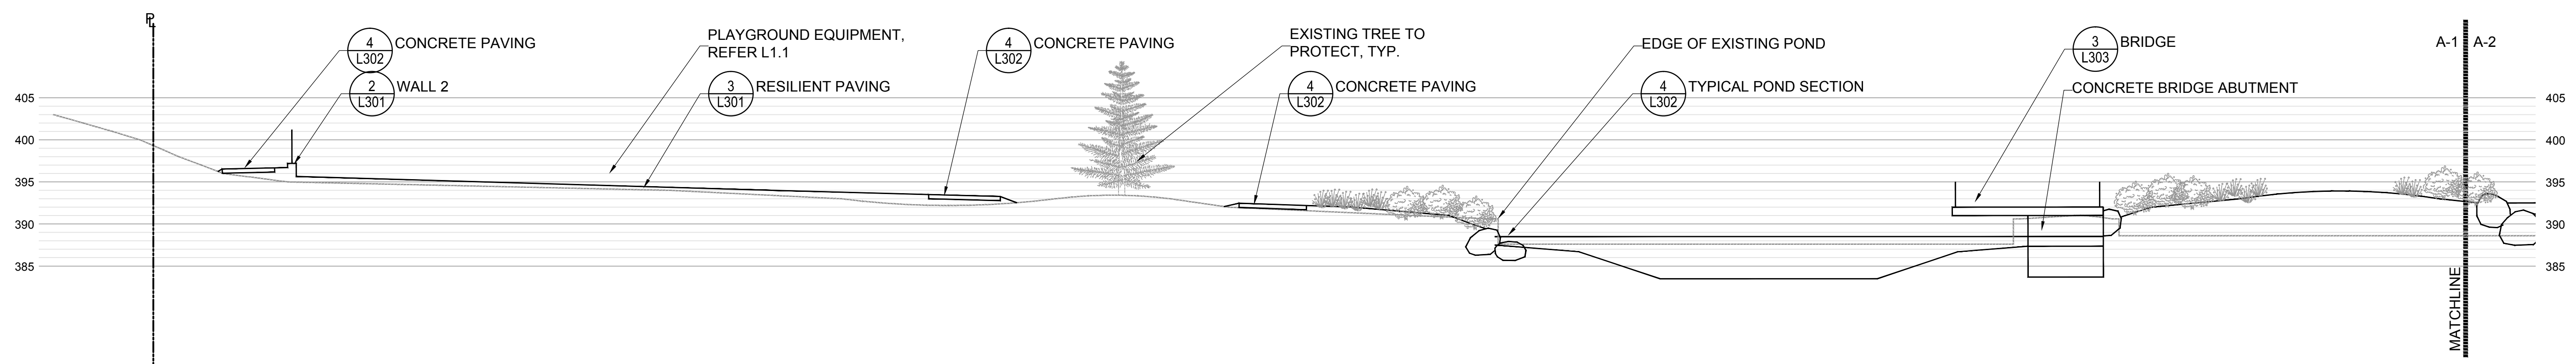 PL
4
L302
CONCRETE PAVING
2
L301
WALL 2
PLAYGROUND EQUIPMENT,
REFER L1.1
3
L301
RESILIENT PAVING
4
L302
CONCRETE PAVING
EXISTING TREE TO
PROTECT, TYP.
4
L302
CONCRETE PAVING
EDGE OF EXISTING POND
4
L302
TYPICAL POND SECTION
3
L303
BRIDGE
CONCRETE BRIDGE ABUTMENT
A-1
A-2
MATCHLINE
405
400
395
390
385
405
400
395
390
385